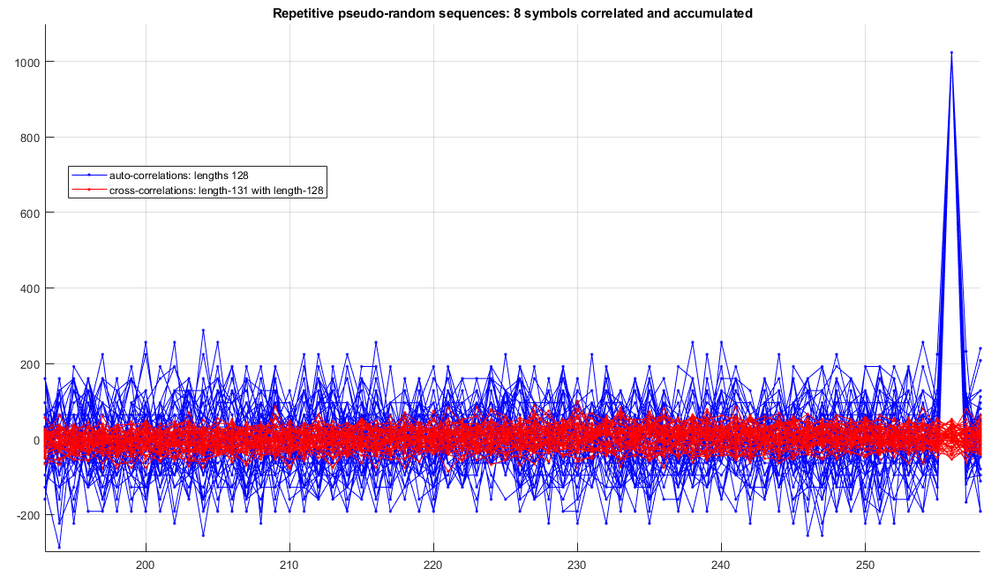 Repetitive pseudo-random sequences: 8 symbols correlated and accumulated
1000
800
auto-correlations: lengths 128
cross-correlations: length-131 with length-128
600
400
200
0
-200
200 210 220 230 240 250